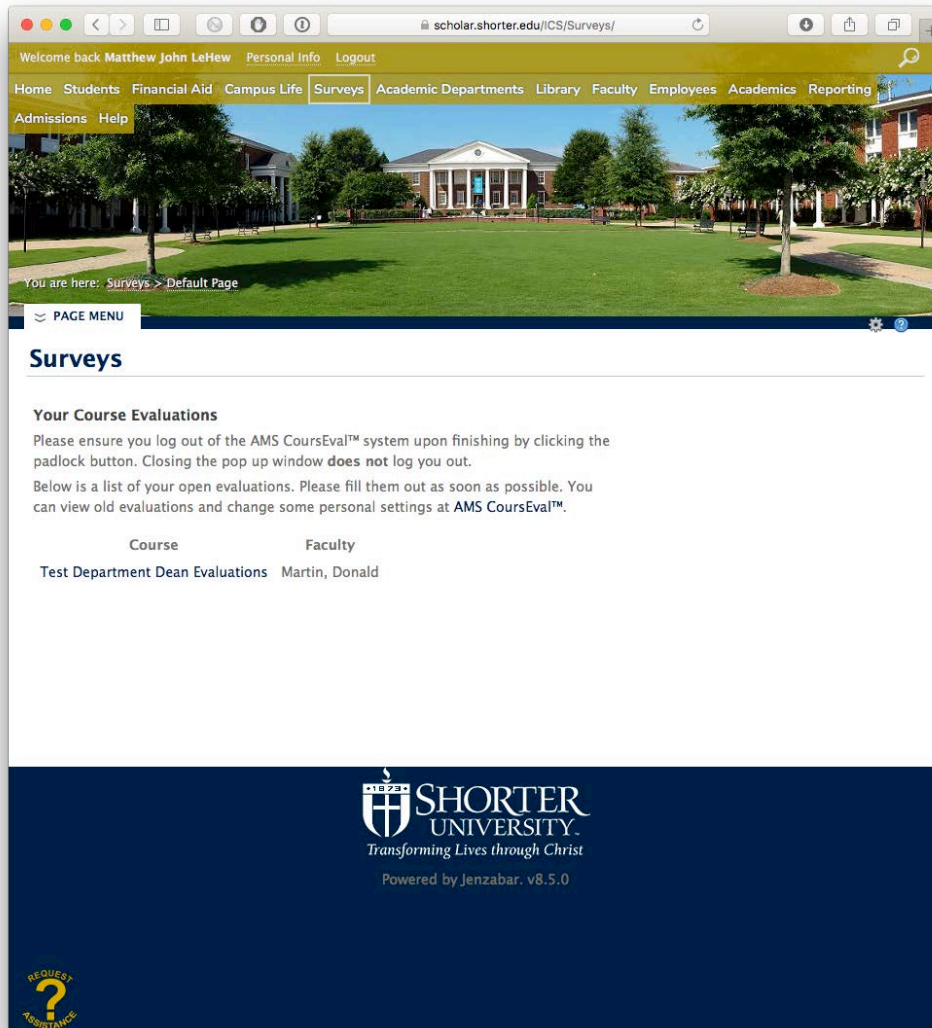 scholar.shorter.edu/ICS/Surveys/
Welcome back Matthew John LeHew Personal Info Logout
Home Students Financial Aid Campus Life Surveys Academic Departments Library Faculty Employees Academics Reporting
Admissions Help
You are here: Surveys > Default Page
PAGE MENU
Surveys
Your Course Evaluations
Please ensure you log out of the AMS CoursEval™ system upon finishing by clicking the
padlock button. Closing the pop up window does not log you out.
Below is a list of your open evaluations. Please fill them out as soon as possible. You
can view old evaluations and change some personal settings at AMS CoursEval™.
Course Faculty
Test Department Dean Evaluations Martin, Donald
•1873•
SHORTER
UNIVERSITY™
Transforming Lives through Christ
Powered by Jenzabar. v8.5.0
REQUEST
?
ASSISTANCE